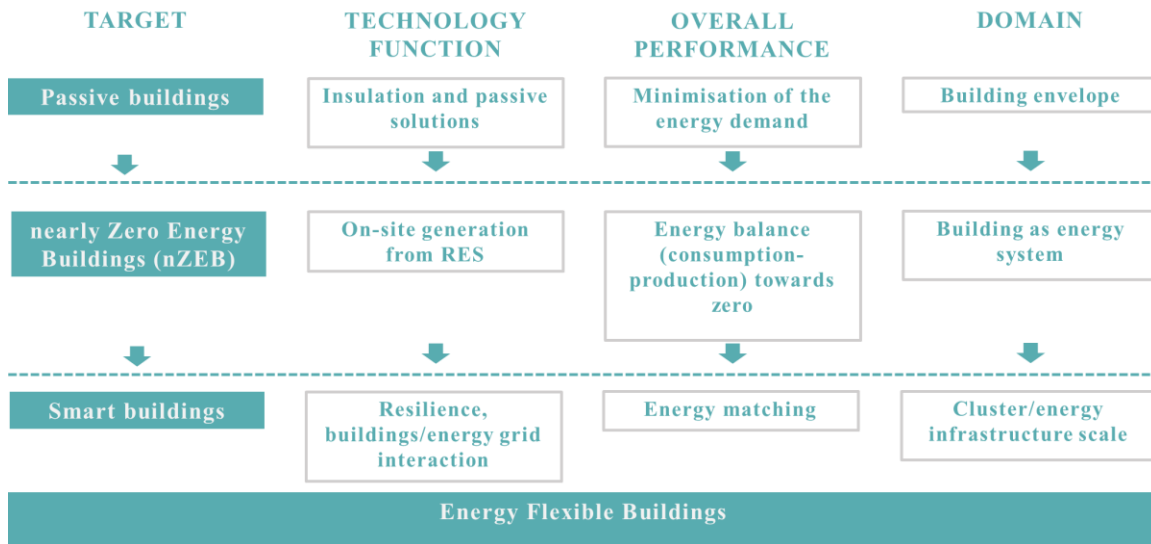 TARGET
TECHNOLOGY
FUNCTION
OVERALL
PERFORMANCE
DOMAIN
Passive buildings
Insulation and passive
solutions
Minimisation of the
energy demand
Building envelope
nearly Zero Energy
Buildings (nZEB)
On-site generation
from RES
Energy balance
(consumption-
production) towards
zero
Building as energy
system
Smart buildings
Resilience,
buildings/energy grid
interaction
Energy matching
Cluster/energy
infrastructure scale
Energy Flexible Buildings